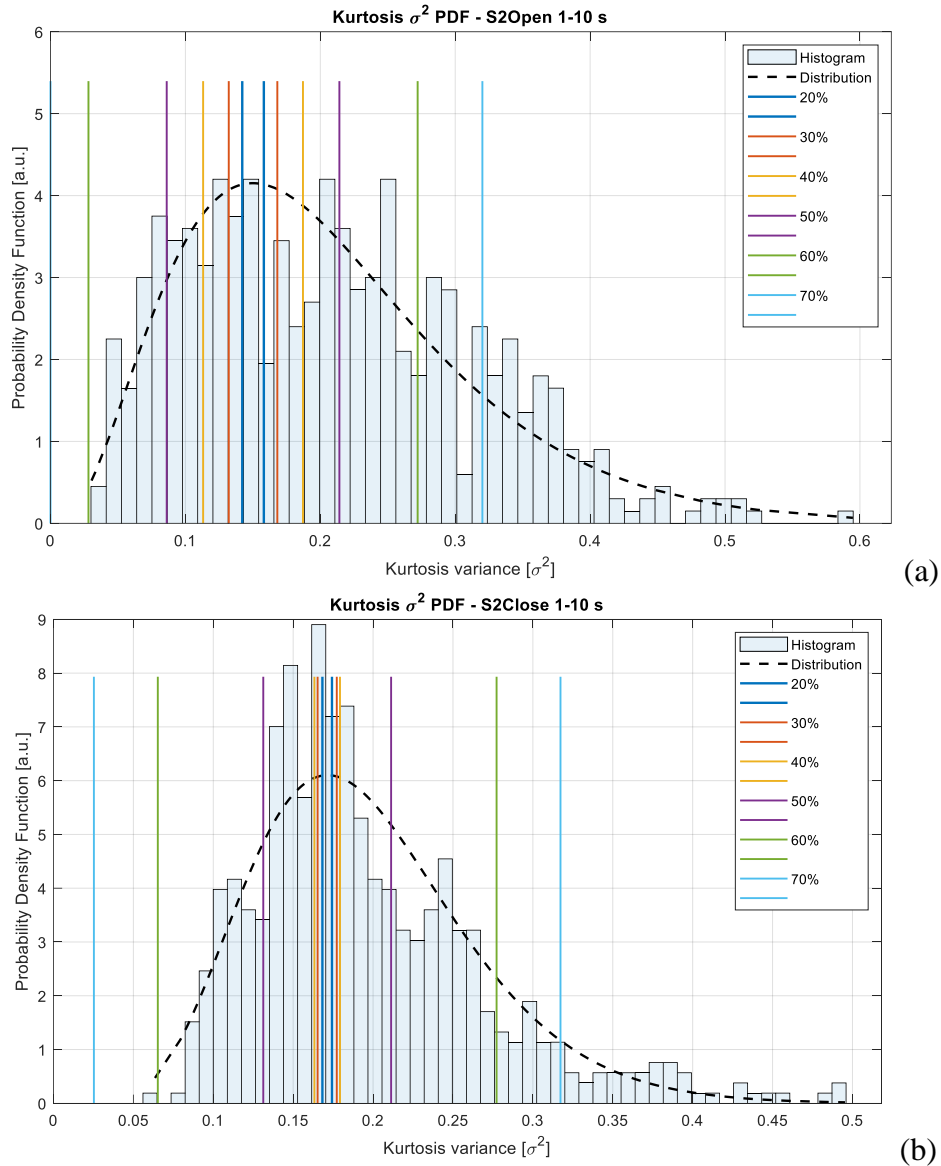 Kurtosis σ² PDF - S2Open 1-10 s
6
5
4
3
2
1
0
Probability Density Function [a.u.]
Histogram
Distribution
20%
30%
40%
50%
60%
70%
0 0.1 0.2 0.3 0.4 0.5 0.6
Kurtosis variance [σ²]
(a)
Kurtosis σ² PDF - S2Close 1-10 s
9
8
7
6
5
4
3
2
1
0
Probability Density Function [a.u.]
Histogram
Distribution
20%
30%
40%
50%
60%
70%
0 0.05 0.1 0.15 0.2 0.25 0.3 0.35 0.4 0.45 0.5
Kurtosis variance [σ²]
(b)